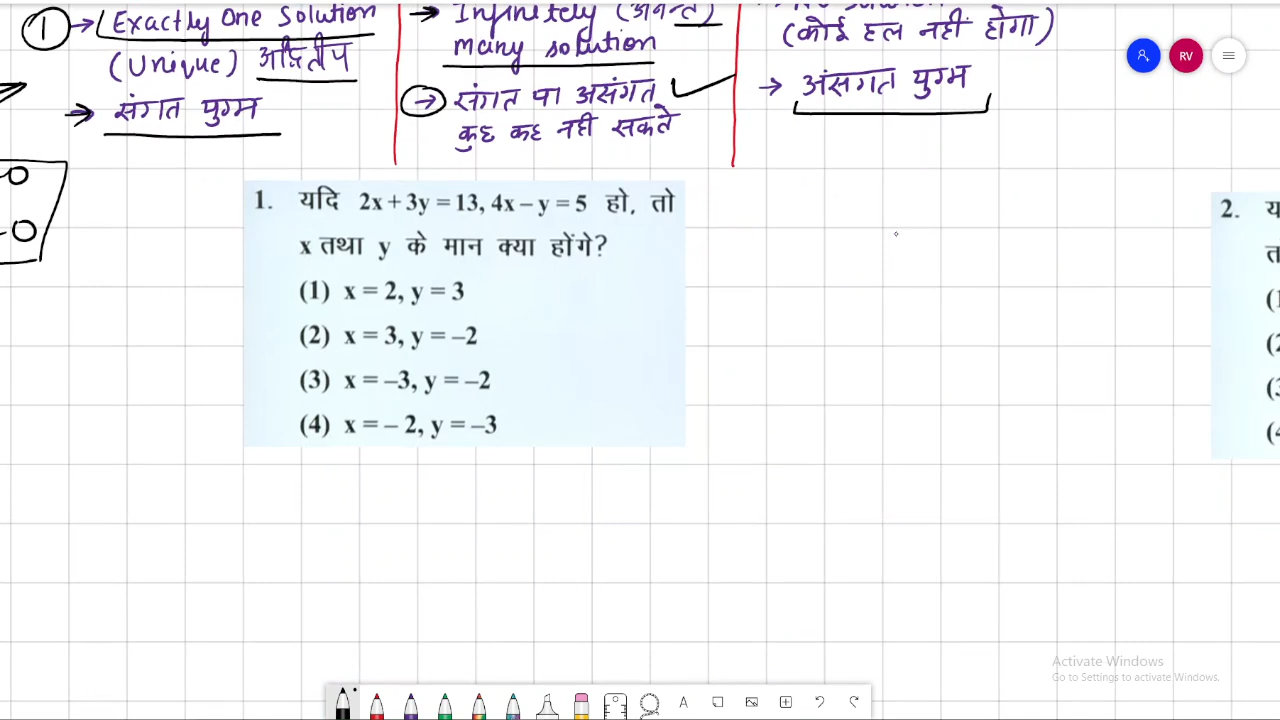 ① → Exactly One Solution
(Unique) अद्वितीय
→ संगत युग्म
→ Infinitely (अनन्त)
many solution
→ संगत या असंगत
कुछ कह नहीं सकते
(कोई हल नहीं होगा)
→ अंसगत युग्म
RV
1. यदि 2x + 3y = 13, 4x – y = 5 हो, तो
x तथा y के मान क्या होंगे?
(1) x = 2, y = 3
(2) x = 3, y = –2
(3) x = –3, y = –2
(4) x = – 2, y = –3
2.
Activate Windows
Go to Settings to activate Windows.
A